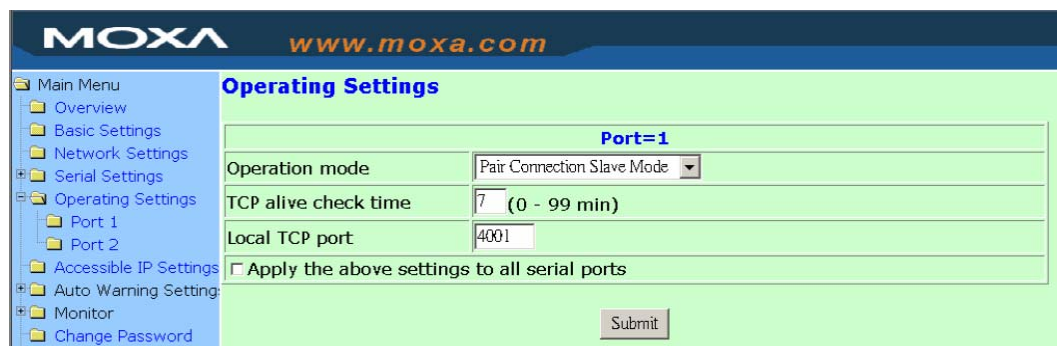 MOXA www.moxa.com
Main Menu
Overview
Basic Settings
Network Settings
Serial Settings
Operating Settings
Port 1
Port 2
Accessible IP Settings
Auto Warning Setting
Monitor
Change Password
Operating Settings
Port=1
Operation mode Pair Connection Slave Mode
TCP alive check time 7 (0 - 99 min)
Local TCP port 4001
Apply the above settings to all serial ports
Submit